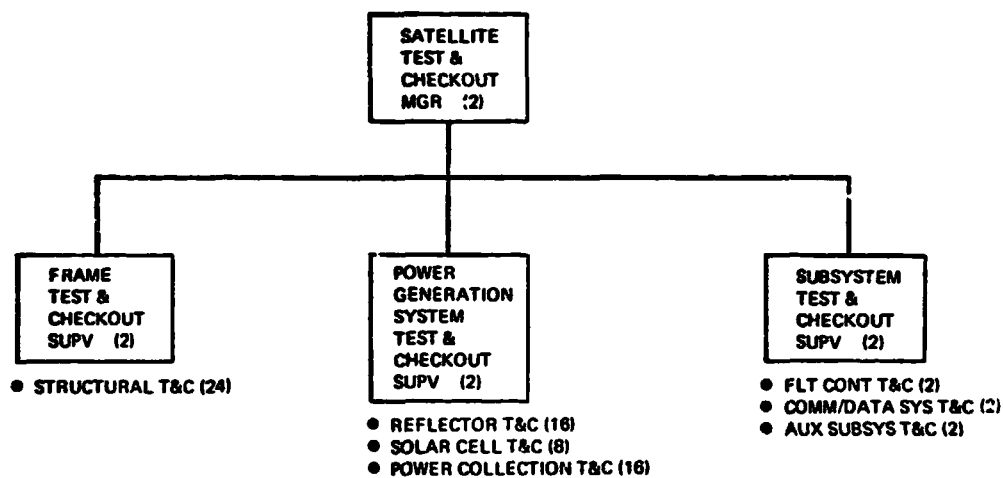 SATELLITE
TEST &
CHECKOUT
MGR (2)
FRAME
TEST &
CHECKOUT
SUPV (2)
● STRUCTURAL T&C (24)
POWER
GENERATION
SYSTEM
TEST &
CHECKOUT
SUPV (2)
● REFLECTOR T&C (16)
● SOLAR CELL T&C (8)
● POWER COLLECTION T&C (16)
SUBSYSTEM
TEST &
CHECKOUT
SUPV (2)
● FLT CONT T&C (2)
● COMM/DATA SYS T&C (2)
● AUX SUBSYS T&C (2)